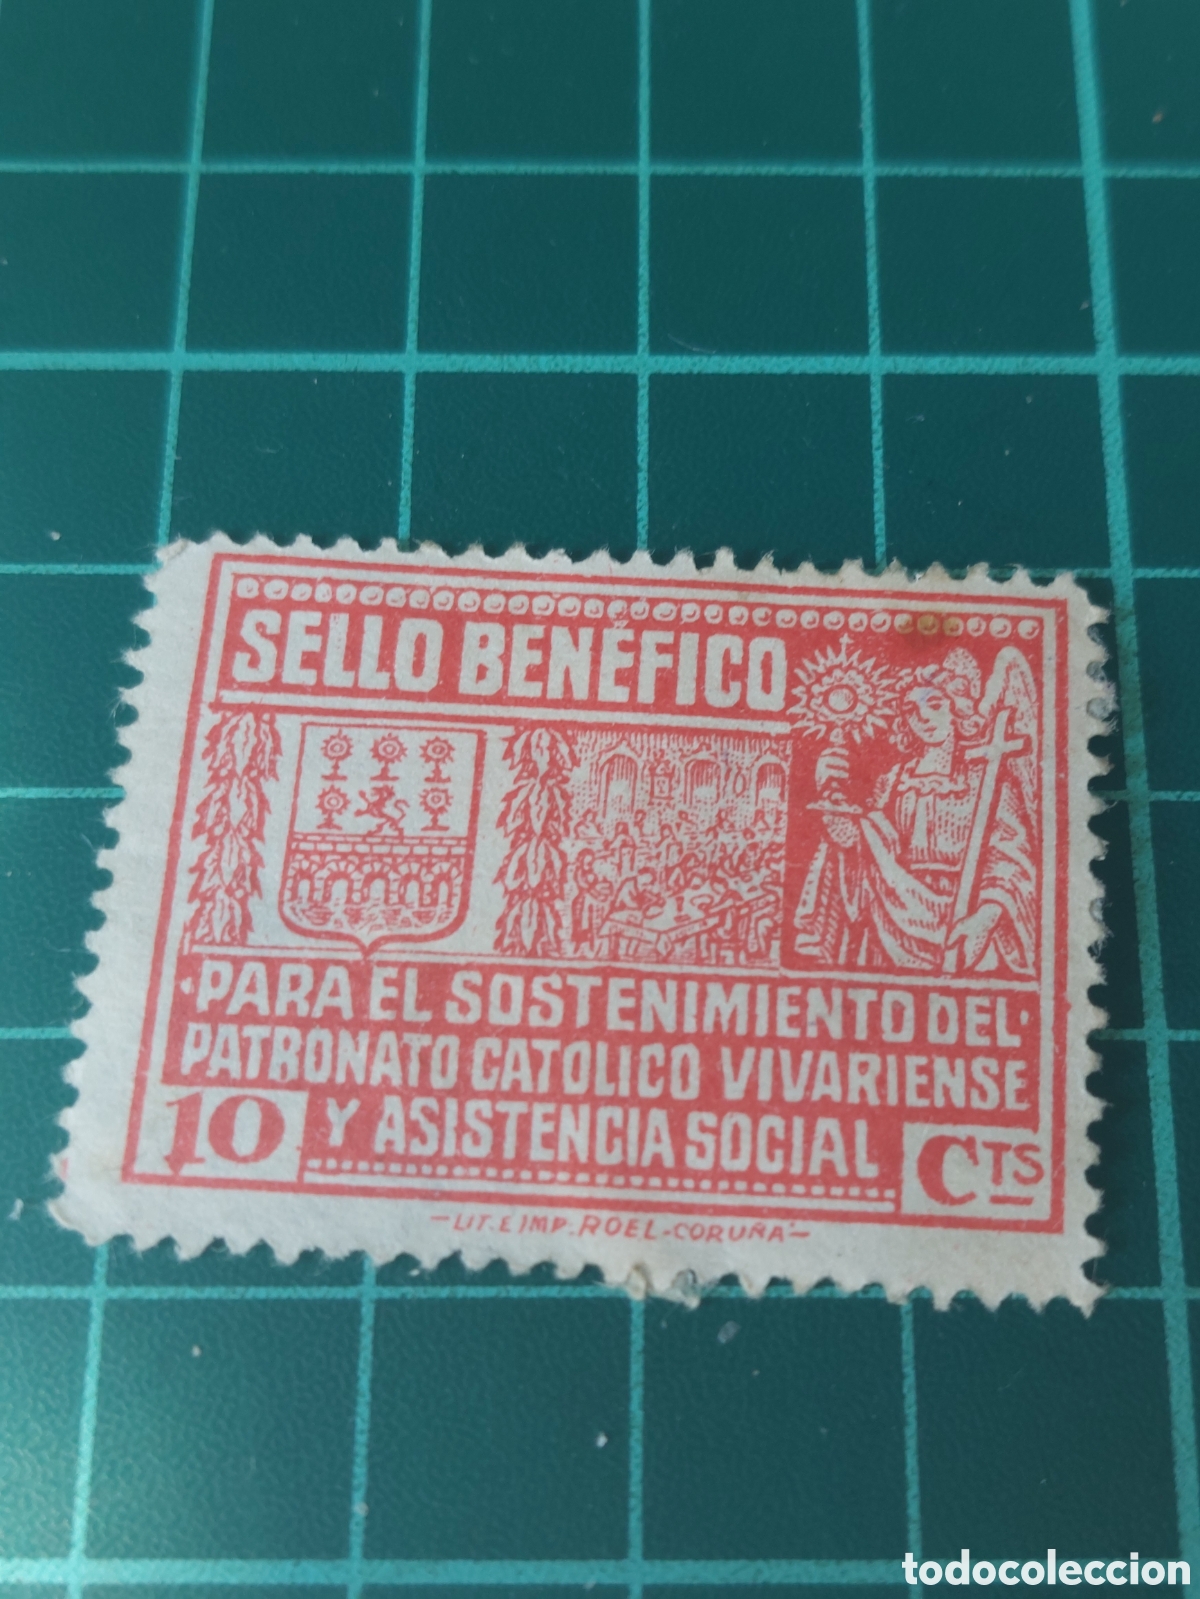 SELLO BENÉFICO
·PARA EL SOSTENIMIENTO DEL·
PATRONATO CATOLICO VIVARIENSE
Y ASISTENCIA SOCIAL
10 CTS
-LIT. E IMP. ROEL-CORUÑA-
todocoleccion